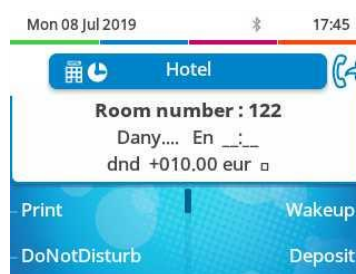 Mon 08 Jul 2019 17:45
Hotel
Room number : 122
Dany.... En __:__
dnd +010.00 eur
Print Wakeup
DoNotDisturb Deposit